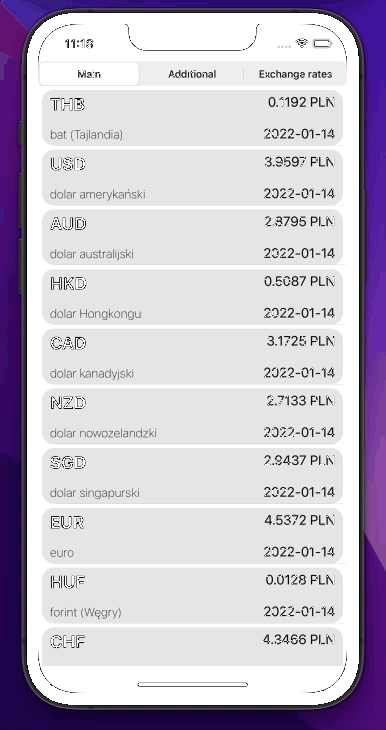 11:18
Main Additional Exchange rates
THB 0.1192 PLN
bat (Tajlandia) 2022-01-14
USD 3.9597 PLN
dolar amerykański 2022-01-14
AUD 2.8795 PLN
dolar australijski 2022-01-14
HKD 0.5087 PLN
dolar Hongkongu 2022-01-14
CAD 3.1725 PLN
dolar kanadyjski 2022-01-14
NZD 2.7133 PLN
dolar nowozelandzki 2022-01-14
SGD 2.9437 PLN
dolar singapurski 2022-01-14
EUR 4.5372 PLN
euro 2022-01-14
HUF 0.0128 PLN
forint (Węgry) 2022-01-14
CHF 4.3466 PLN